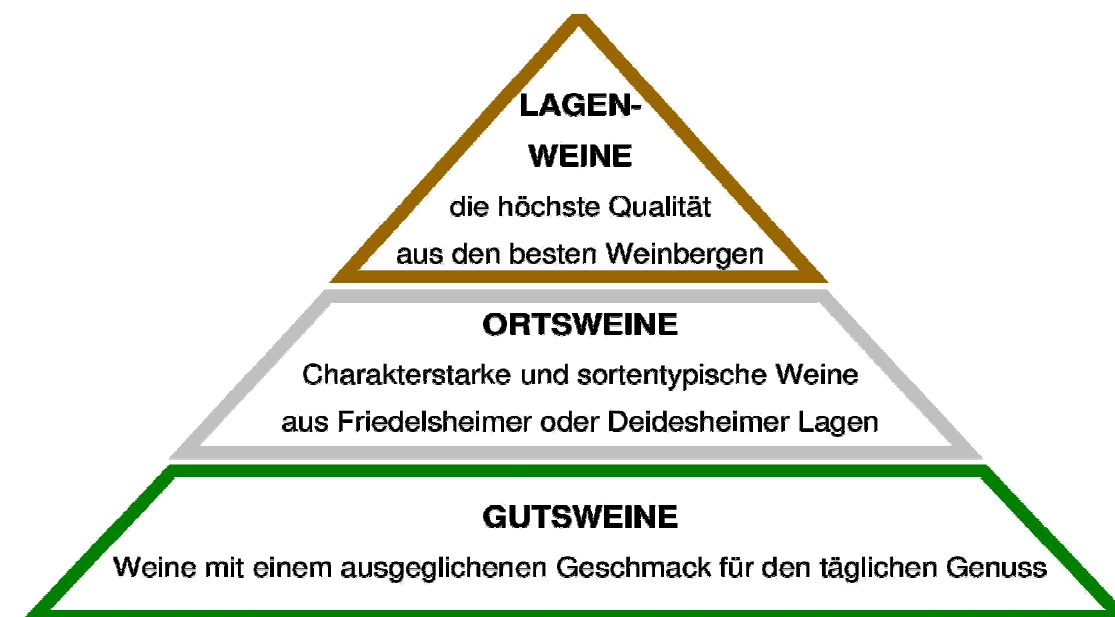 LAGEN-
WEINE
die höchste Qualität
aus den besten Weinbergen
ORTSWEINE
Charakterstarke und sortentypische Weine
aus Friedelsheimer oder Deidesheimer Lagen
GUTSWEINE
Weine mit einem ausgeglichenen Geschmack für den täglichen Genuss